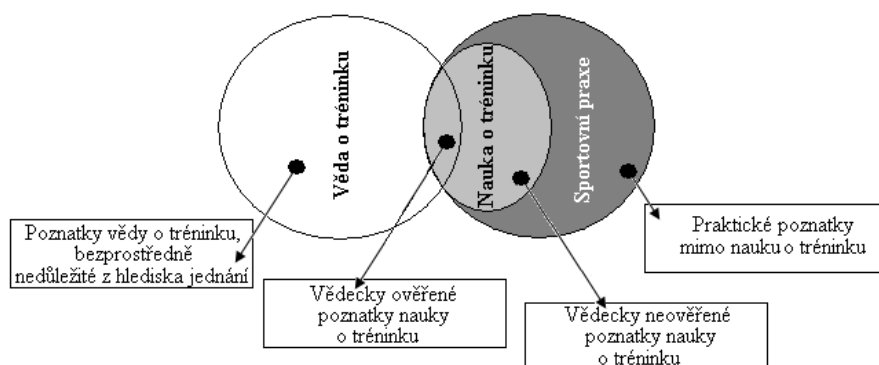 Věda o tréninku
Nauka o tréninku
Sportovní praxe
Poznatky vědy o tréninku,
bezprostředně
nedůležité z hlediska jednání
Vědecky ověřené
poznatky nauky
o tréninku
Vědecky neověřené
poznatky nauky
o tréninku
Praktické poznatky
mimo nauku o tréninku